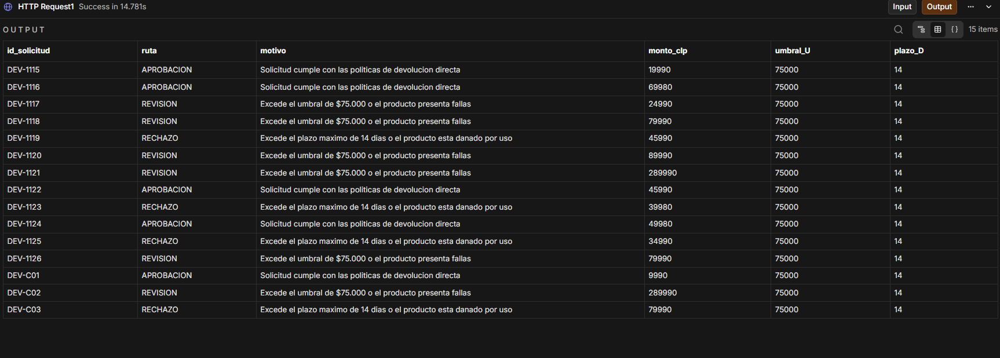 HTTP Request1 Success in 14.781s Input Output ...
OUTPUT { } 15 items
id_solicitud ruta motivo monto_clp umbral_U plazo_D
DEV-1115 APROBACION Solicitud cumple con las politicas de devolucion directa 19990 75000 14
DEV-1116 APROBACION Solicitud cumple con las politicas de devolucion directa 69980 75000 14
DEV-1117 REVISION Excede el umbral de $75.000 o el producto presenta fallas 24990 75000 14
DEV-1118 REVISION Excede el umbral de $75.000 o el producto presenta fallas 79990 75000 14
DEV-1119 RECHAZO Excede el plazo maximo de 14 dias o el producto esta danado por uso 45990 75000 14
DEV-1120 REVISION Excede el umbral de $75.000 o el producto presenta fallas 89990 75000 14
DEV-1121 REVISION Excede el umbral de $75.000 o el producto presenta fallas 289990 75000 14
DEV-1122 APROBACION Solicitud cumple con las politicas de devolucion directa 45990 75000 14
DEV-1123 RECHAZO Excede el plazo maximo de 14 dias o el producto esta danado por uso 39980 75000 14
DEV-1124 APROBACION Solicitud cumple con las politicas de devolucion directa 49980 75000 14
DEV-1125 RECHAZO Excede el plazo maximo de 14 dias o el producto esta danado por uso 34990 75000 14
DEV-1126 REVISION Excede el umbral de $75.000 o el producto presenta fallas 79990 75000 14
DEV-C01 APROBACION Solicitud cumple con las politicas de devolucion directa 9990 75000 14
DEV-C02 REVISION Excede el umbral de $75.000 o el producto presenta fallas 289990 75000 14
DEV-C03 RECHAZO Excede el plazo maximo de 14 dias o el producto esta danado por uso 79990 75000 14